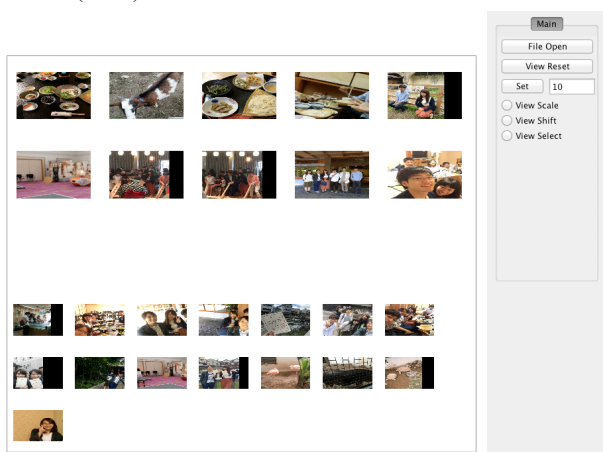 Main
File Open
View Reset
Set 10
View Scale
View Shift
View Select